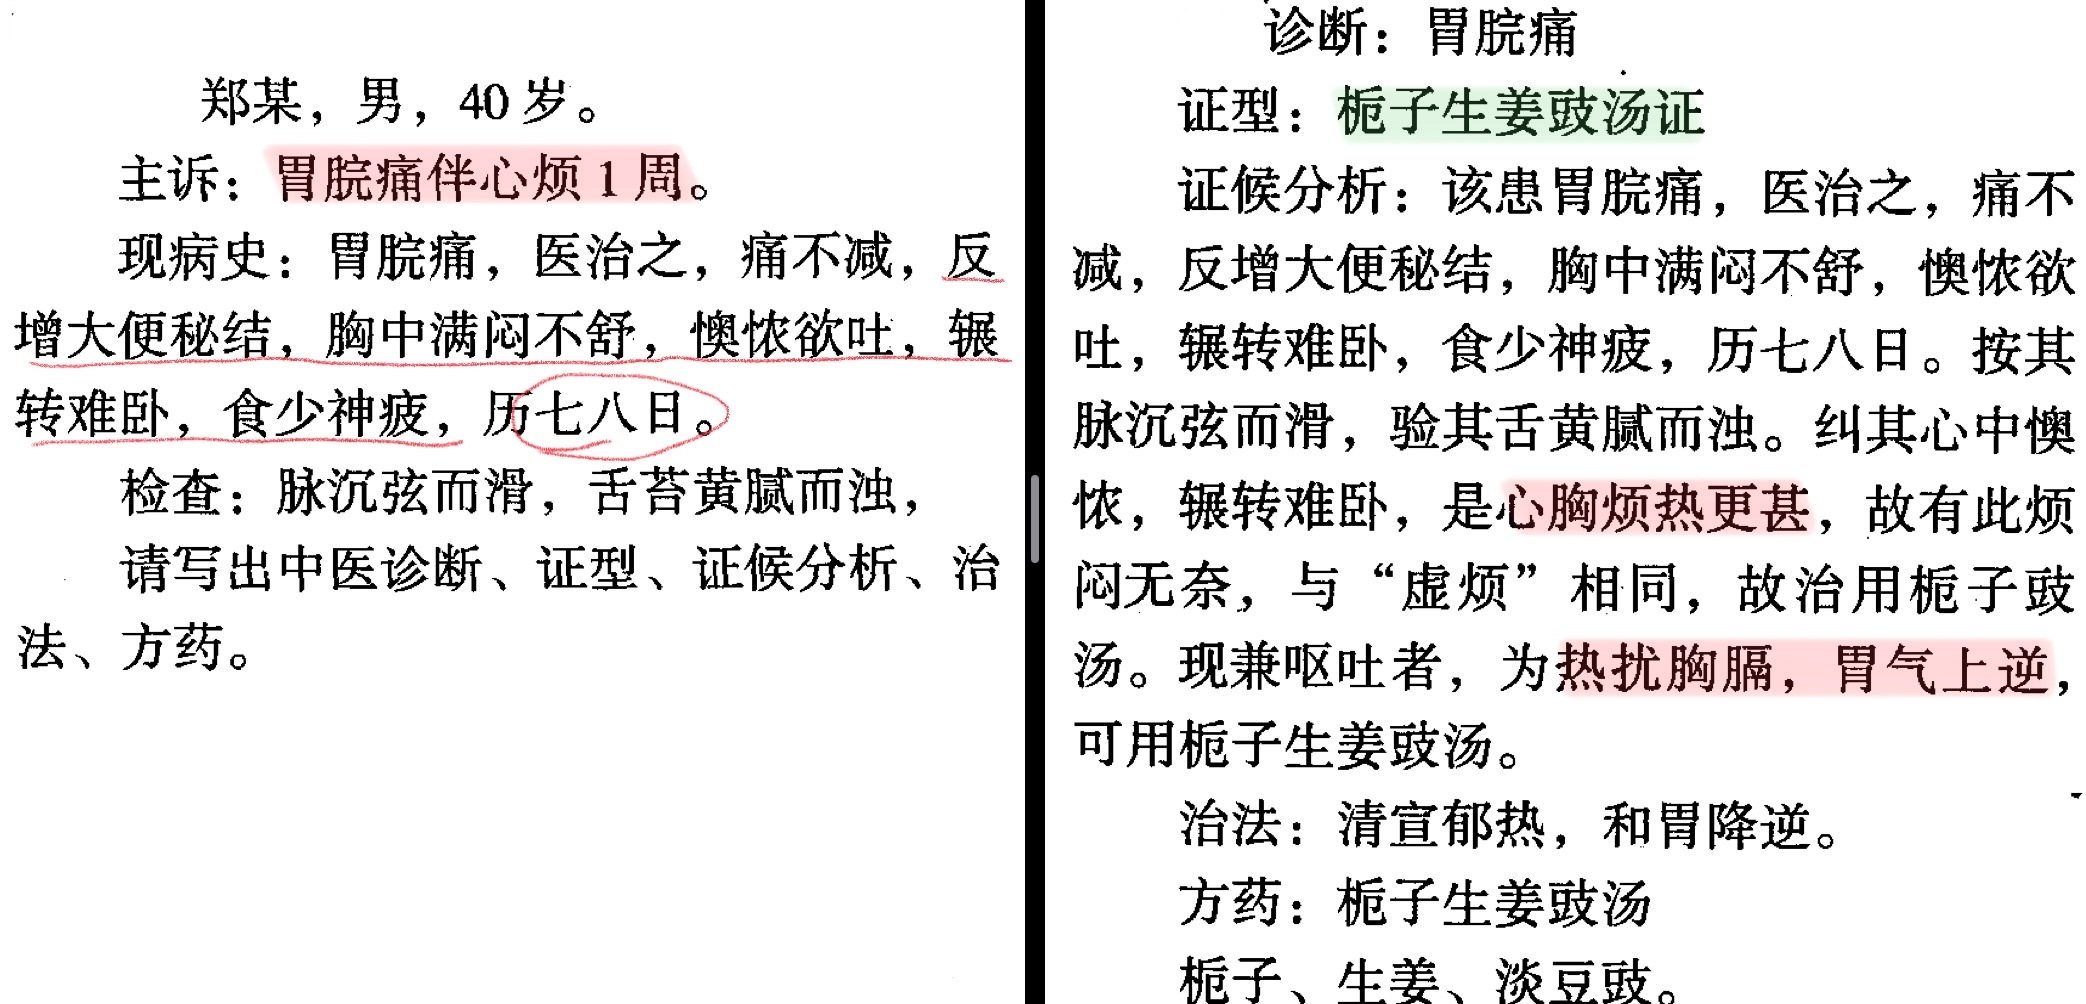 郑某，男，40岁。
主诉：胃脘痛伴心烦1周。
现病史：胃脘痛，医治之，痛不减，反
增大便秘结，胸中满闷不舒，懊侬欲吐，辗
转难卧，食少神疲，历七八日。
检查：脉沉弦而滑，舌苔黄腻而浊，
请写出中医诊断、证型、证候分析、治
法、方药。
诊断：胃脘痛
证型：栀子生姜豉汤证
证候分析：该患胃脘痛，医治之，痛不
减，反增大便秘结，胸中满闷不舒，懊侬欲
吐，辗转难卧，食少神疲，历七八日。按其
脉沉弦而滑，验其舌黄腻而浊。纠其心中懊
侬，辗转难卧，是心胸烦热更甚，故有此烦
闷无奈，与“虚烦”相同，故治用栀子豉
汤。现兼呕吐者，为热扰胸膈，胃气上逆，
可用栀子生姜豉汤。
治法：清宣郁热，和胃降逆。
方药：栀子生姜豉汤
栀子、生姜、淡豆豉。